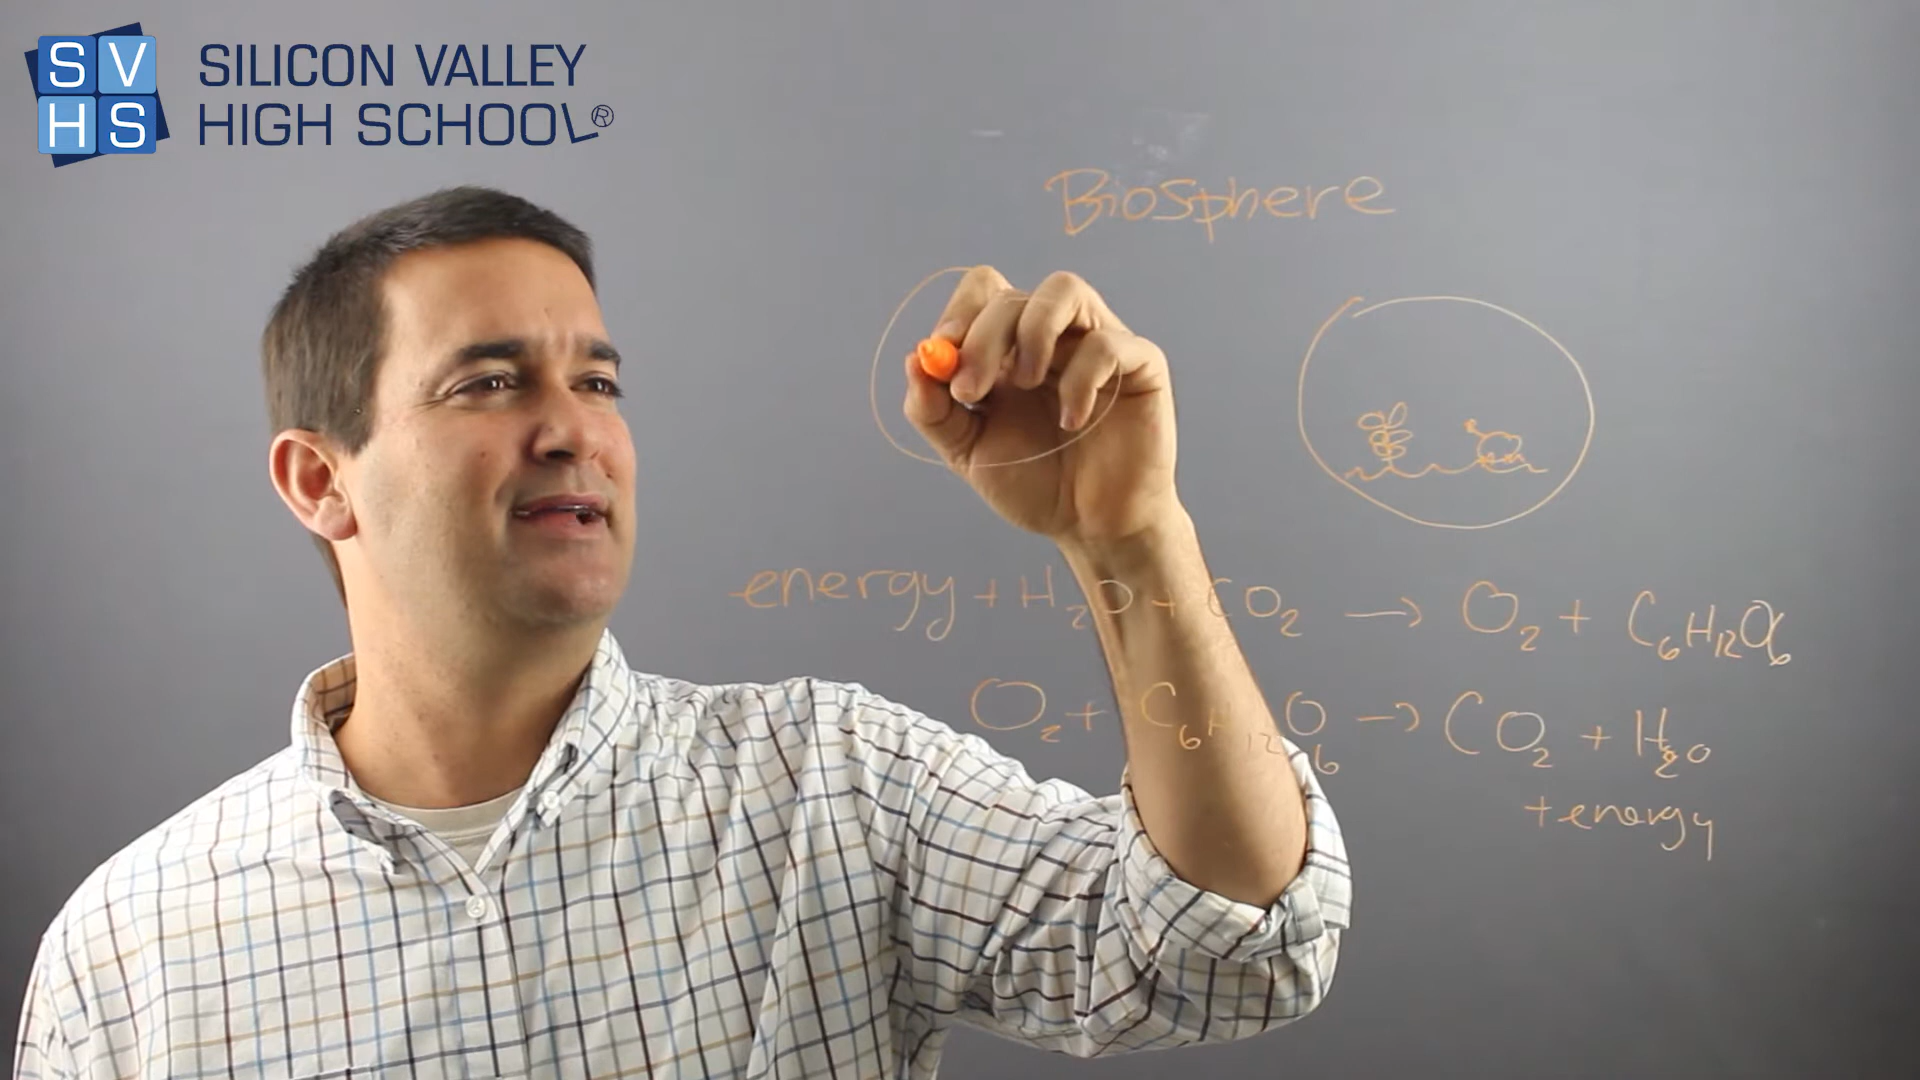 SV
HS
SILICON VALLEY
HIGH SCHOOL®
Biosphere
energy + H₂O + CO₂ → O₂ + C₆H₁₂O₆
O₂ + C₆H₁₂O₆ → CO₂ + H₂O
+ energy